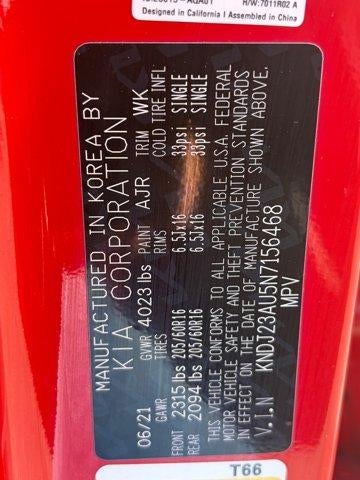 H/W:7011R02 A
Designed in California I Assembled in China
MANUFACTURED IN KOREA BY
KIA CORPORATION
06/21 GVWR 4023 lbs PAINT AJR TRIM WK
GAWR TIRES RIMS COLD TIRE INFL
FRONT 2315 lbs 205/60R16 6.5Jx16 33psi SINGLE
REAR 2094 lbs 205/60R16 6.5Jx16 33psi SINGLE
THIS VEHICLE CONFORMS TO ALL APPLICABLE U.S.A. FEDERAL
MOTOR VEHICLE SAFETY AND THEFT PREVENTION STANDARDS
IN EFFECT ON THE DATE OF MANUFACTURE SHOWN ABOVE.
V.I.N KNDJ23AU5N7156468
MPV
T66